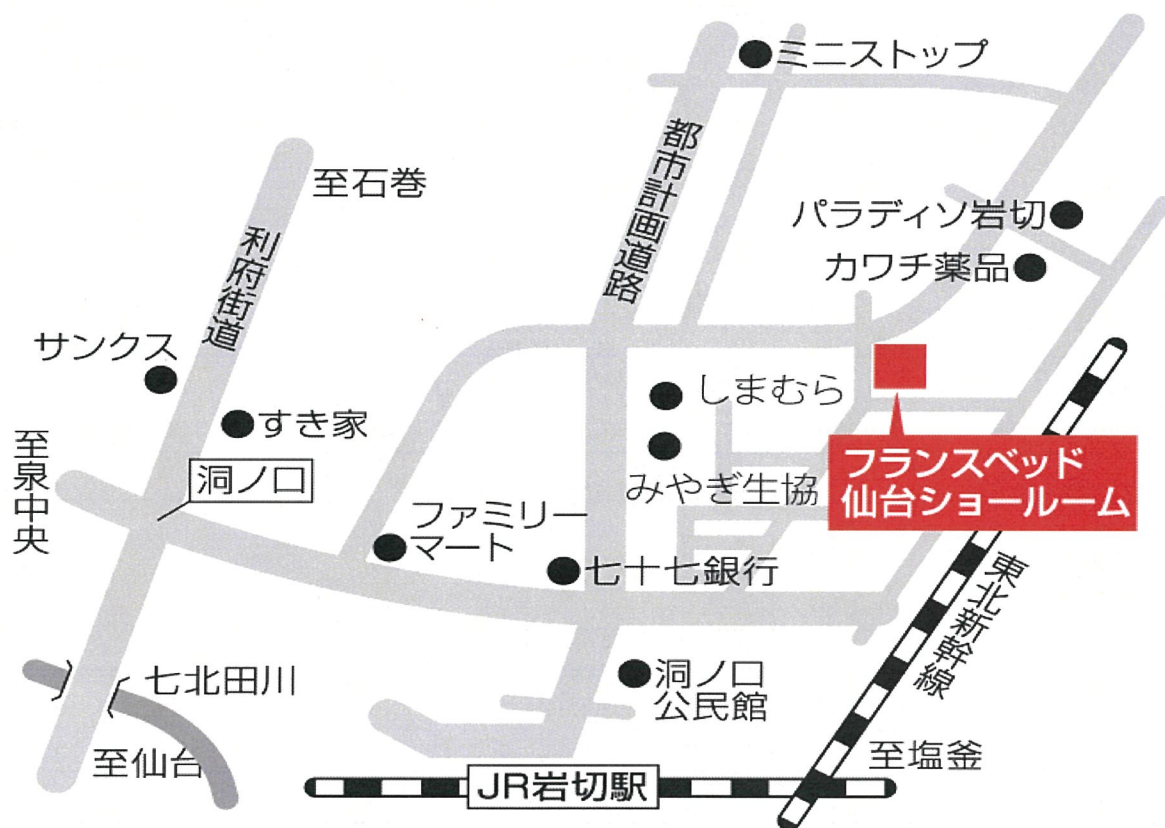 ミニストップ
都市計画道路
至石巻
利府街道
パラディソ岩切
カワチ薬品
サンクス
すき家
しまむら
至泉中央
洞ノ口
みやぎ生協
フランスベッド
仙台ショールーム
ファミリー
マート
七十七銀行
東北新幹線
七北田川
洞ノ口
公民館
至仙台
至塩釜
JR岩切駅